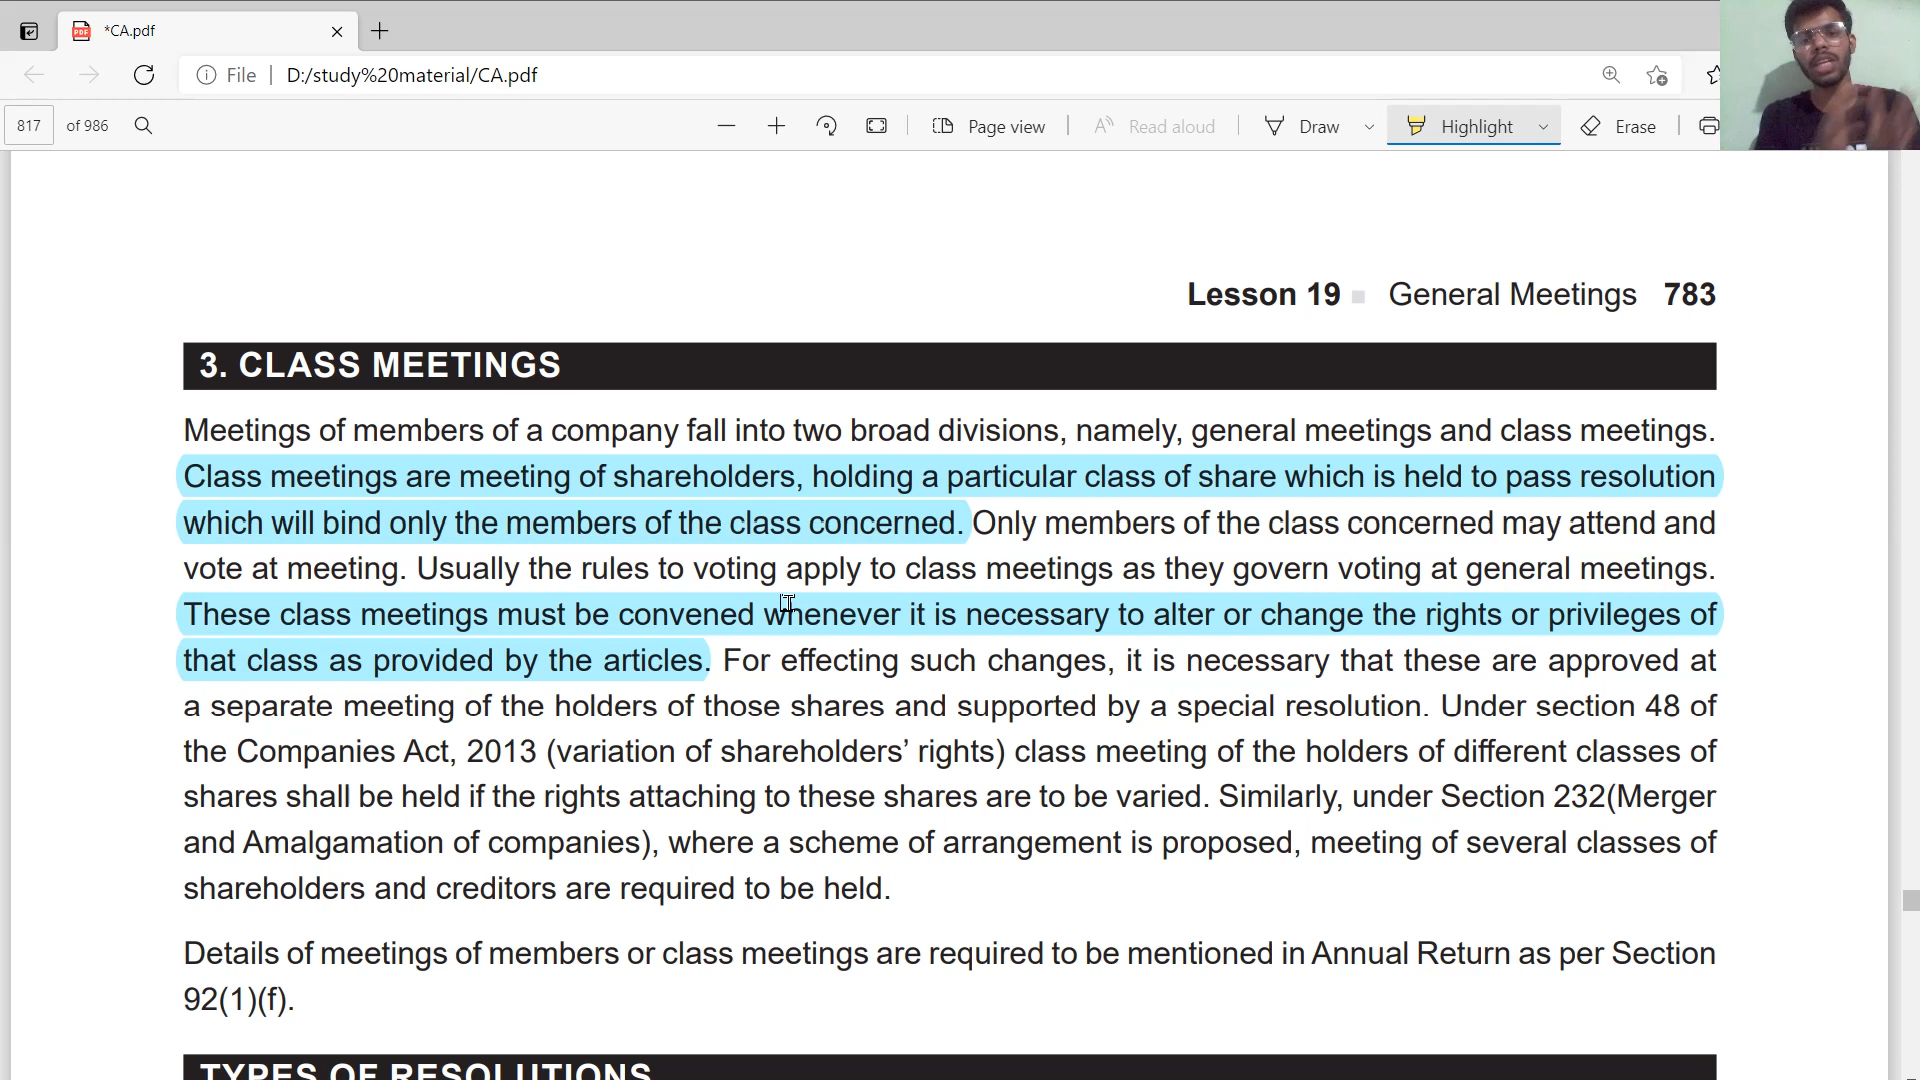 *CA.pdf
File | D:/study%20material/CA.pdf
817 of 986
Page view
Read aloud
Draw
Highlight
Erase
Lesson 19 General Meetings 783
3. CLASS MEETINGS
Meetings of members of a company fall into two broad divisions, namely, general meetings and class meetings.
Class meetings are meeting of shareholders, holding a particular class of share which is held to pass resolution
which will bind only the members of the class concerned. Only members of the class concerned may attend and
vote at meeting. Usually the rules to voting apply to class meetings as they govern voting at general meetings.
These class meetings must be convened whenever it is necessary to alter or change the rights or privileges of
that class as provided by the articles. For effecting such changes, it is necessary that these are approved at
a separate meeting of the holders of those shares and supported by a special resolution. Under section 48 of
the Companies Act, 2013 (variation of shareholders’ rights) class meeting of the holders of different classes of
shares shall be held if the rights attaching to these shares are to be varied. Similarly, under Section 232(Merger
and Amalgamation of companies), where a scheme of arrangement is proposed, meeting of several classes of
shareholders and creditors are required to be held.
Details of meetings of members or class meetings are required to be mentioned in Annual Return as per Section
92(1)(f).
TYPES OF RESOLUTIONS